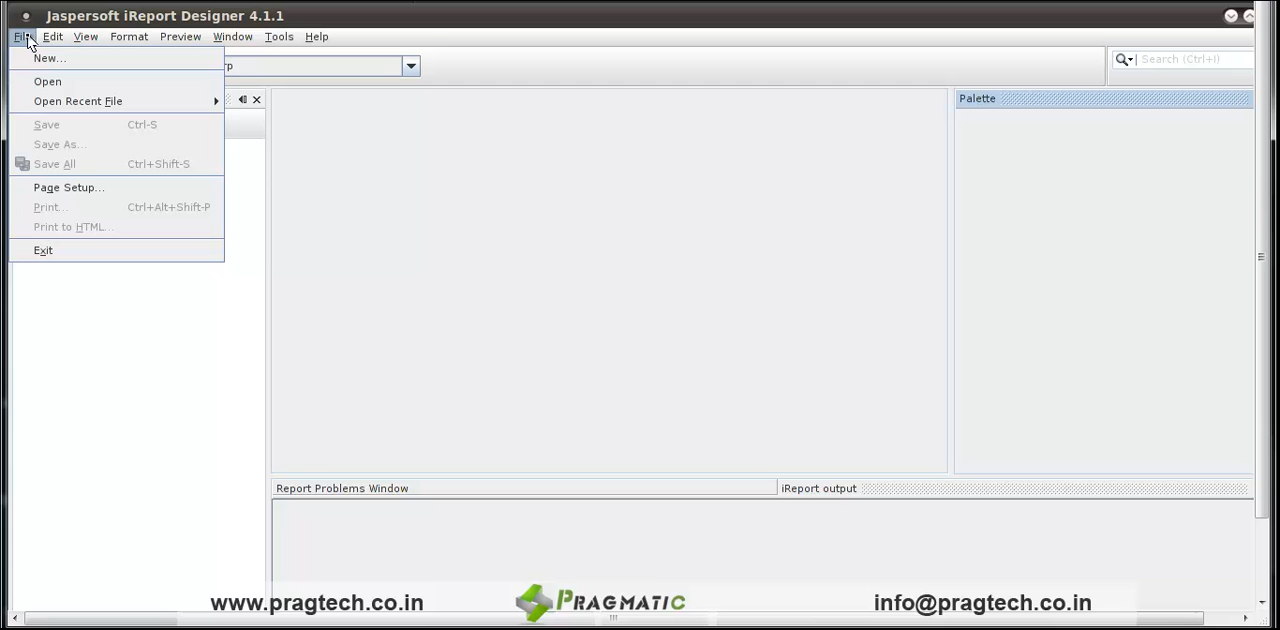 Jaspersoft iReport Designer 4.1.1
File Edit View Format Preview Window Tools Help
New...
rp
Search (Ctrl+I)
Open
Open Recent File
Palette
Save Ctrl-S
Save As...
Save All Ctrl+Shift-S
Page Setup...
Print... Ctrl+Alt+Shift-P
Print to HTML...
Exit
Report Problems Window
iReport output
www.pragtech.co.in
PRAGMATIC
info@pragtech.co.in